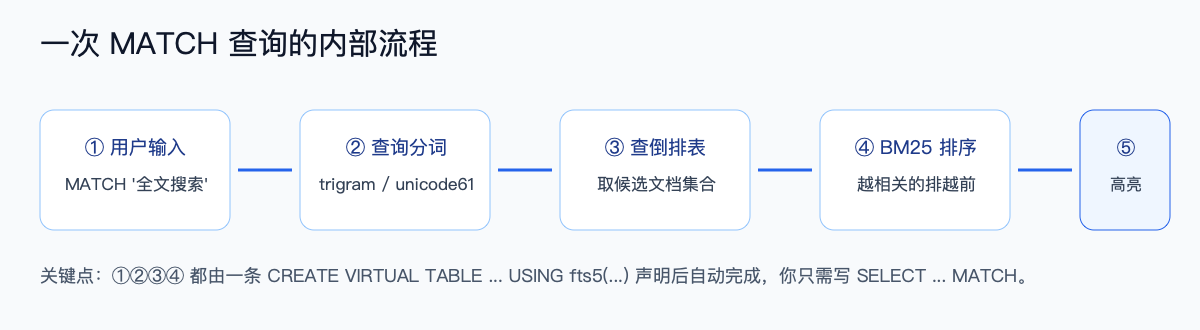 一次 MATCH 查询的内部流程
① 用户输入
MATCH '全文搜索'
② 查询分词
trigram / unicode61
③ 查倒排表
取候选文档集合
④ BM25 排序
越相关的排越前
⑤
高亮
关键点：①②③④ 都由一条 CREATE VIRTUAL TABLE ... USING fts5(...) 声明后自动完成，你只需写 SELECT ... MATCH。